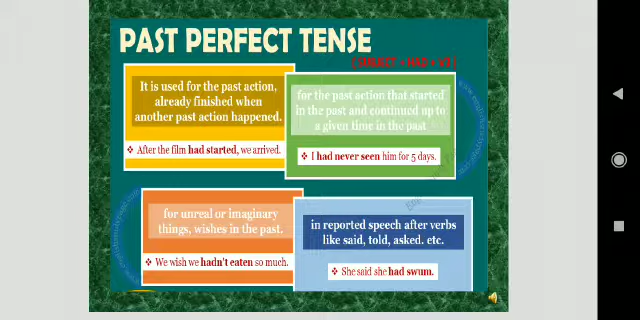 PAST PERFECT TENSE
[ SUBJECT + HAD + V3 ]
It is used for the past action,
already finished when
another past action happened.
❖ After the film had started, we arrived.
for the past action that started
in the past and continued up to
a given time in the past
❖ I had never seen him for 5 days.
for unreal or imaginary
things, wishes in the past.
❖ We wish we hadn't eaten so much.
in reported speech after verbs
like said, told, asked. etc.
❖ She said she had swum.